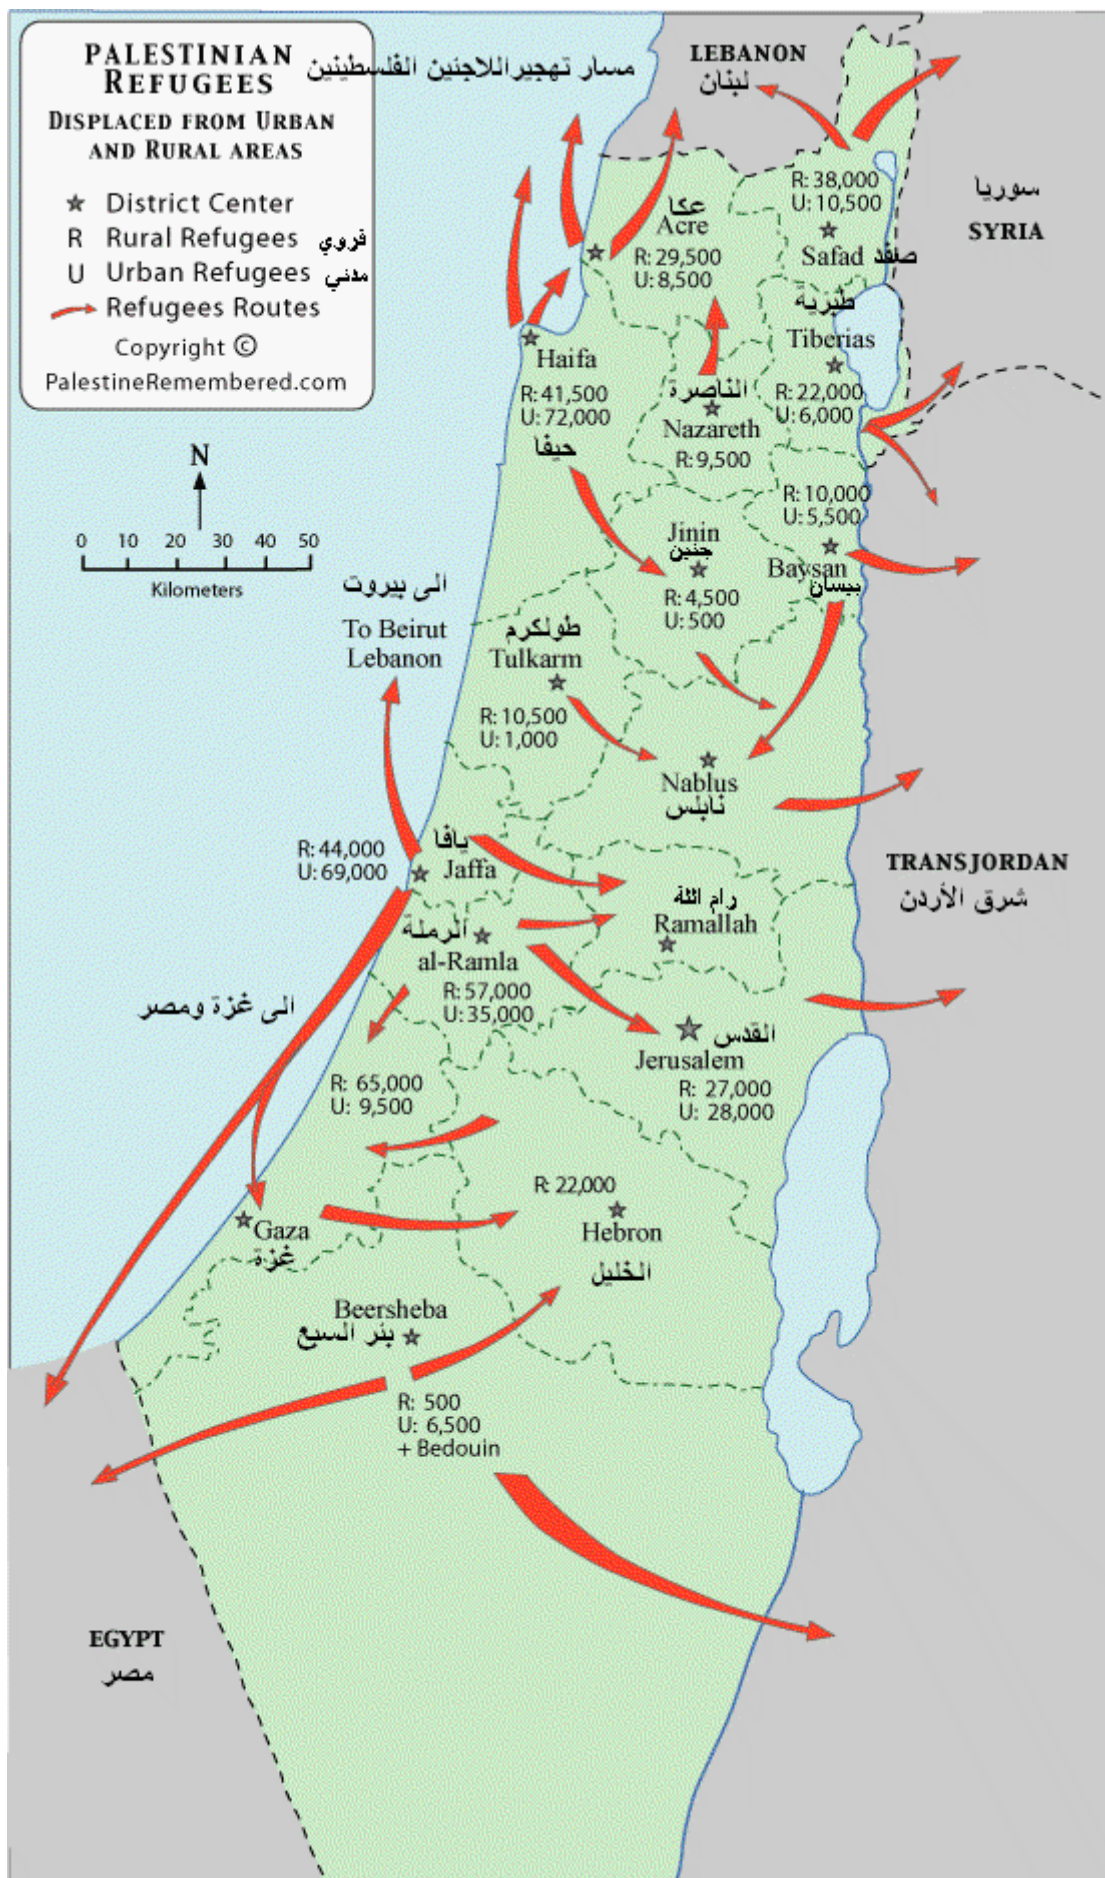 PALESTINIAN
REFUGEES
DISPLACED FROM URBAN
AND RURAL AREAS
District Center
R Rural Refugees قروي
U Urban Refugees مدني
Refugees Routes
Copyright ©
PalestineRemembered.com
مسار تهجير اللاجئين الفلسطينين
LEBANON
لبنان
سوريا
SYRIA
R: 38,000
U: 10,500
Safad صفد
عكا
Acre
R: 29,500
U: 8,500
طبرية
Tiberias
R: 22,000
U: 6,000
Haifa
R: 41,500
U: 72,000
حيفا
الناصرة
Nazareth
R: 9,500
N
0 10 20 30 40 50
Kilometers
R: 10,000
U: 5,500
Baysan
بيسان
Jinin
جنين
R: 4,500
U: 500
الى بيروت
To Beirut
Lebanon
طولكرم
Tulkarm
R: 10,500
U: 1,000
Nablus
نابلس
R: 44,000
U: 69,000
يافا
Jaffa
TRANSJORDAN
شرق الأردن
رام الله
Ramallah
الرملة
al-Ramla
R: 57,000
U: 35,000
الى غزة ومصر
القدس
Jerusalem
R: 27,000
U: 28,000
R: 65,000
U: 9,500
Gaza
غزة
R: 22,000
Hebron
الخليل
Beersheba
بئر السبع
R: 500
U: 6,500
+ Bedouin
EGYPT
مصر